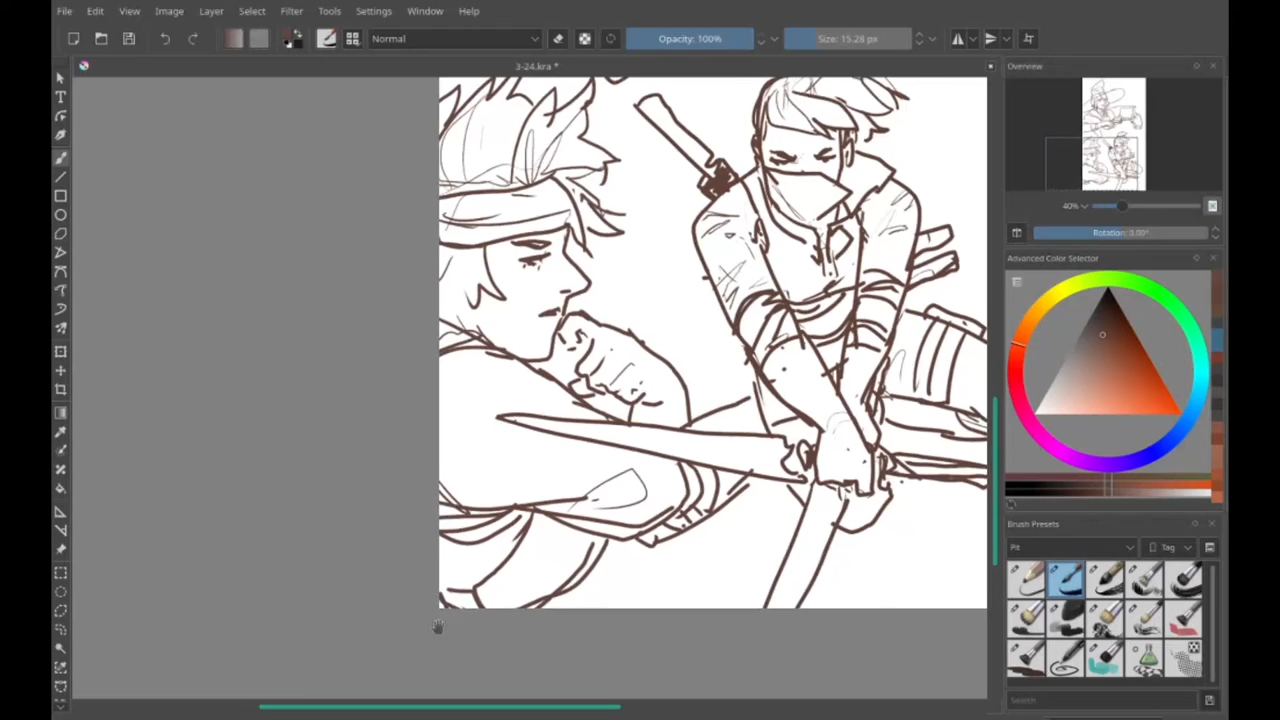 File Edit View Image Layer Select Filter Tools Settings Window Help
Normal
Opacity: 100%
Size: 15.28 px
3-24.kra *
Overview
40%
Rotation: 0.00°
Advanced Color Selector
Brush Presets
Pit
Tag
Search